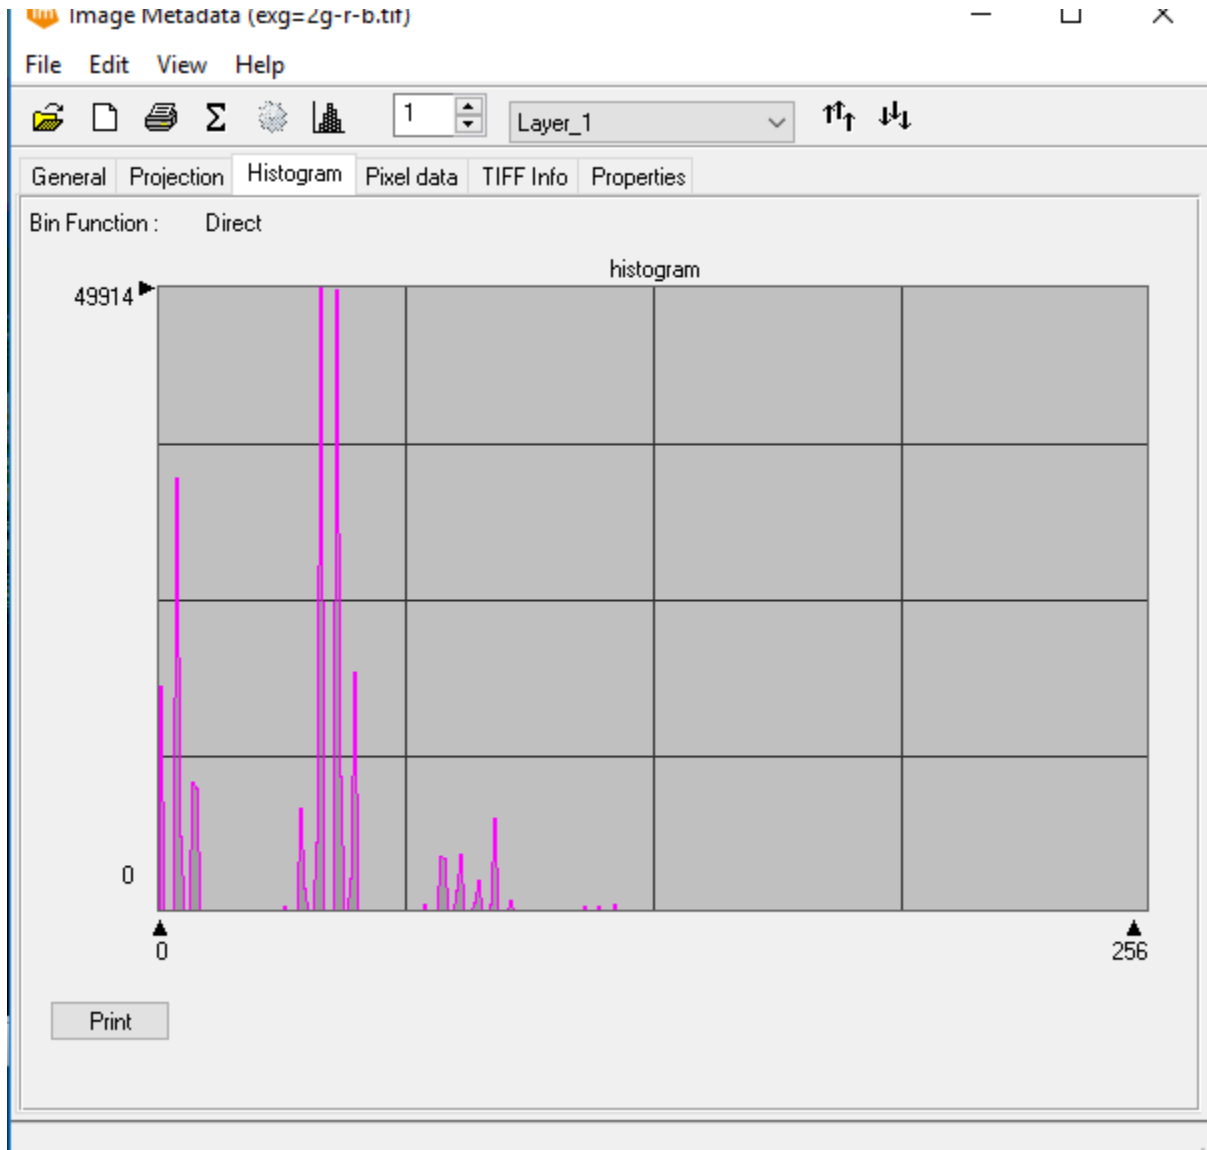 Image Metadata (exg=2g-r-b.tif)
File Edit View Help
1 Layer_1
General Projection Histogram Pixel data TIFF Info Properties
Bin Function : Direct
histogram
49914
0
0 256
Print